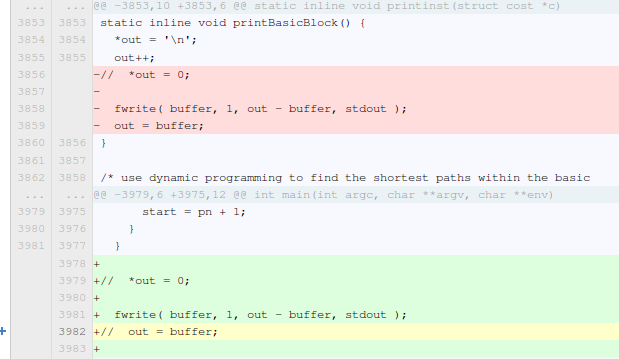 ... ... @@ -3853,10 +3853,6 @@ static inline void printinst(struct cost *c)
3853 3853 static inline void printBasicBlock() {
3854 3854 *out = '\n';
3855 3855 out++;
3856 -// *out = 0;
3857 -
3858 - fwrite( buffer, 1, out - buffer, stdout );
3859 - out = buffer;
3860 3856 }
3861 3857
3862 3858 /* use dynamic programming to find the shortest paths within the basic
... ... @@ -3979,6 +3975,12 @@ int main(int argc, char **argv, char **env)
3979 3975 start = pn + 1;
3980 3976 }
3981 3977 }
3978 +
3979 +// *out = 0;
3980 +
3981 + fwrite( buffer, 1, out - buffer, stdout );
+ 3982 +// out = buffer;
3983 +